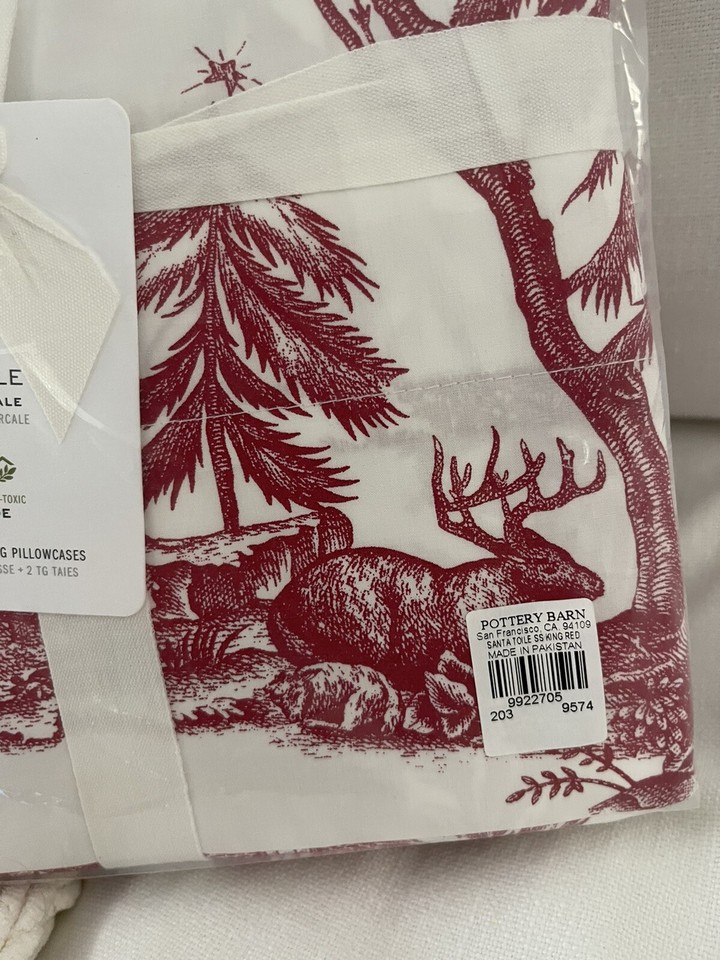 LE
ALE
RCALE
-TOXIC
E
G PILLOWCASES
SSE + 2 TG TAIES
POTTERY BARN
San Francisco, CA. 94109
SANTA TOILE SS KING RED
MADE IN PAKISTAN
9922705
203 9574